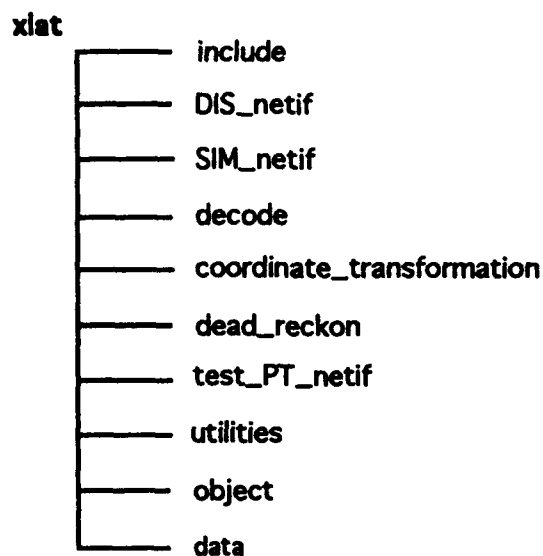 xlat
include
DIS_netif
SIM_netif
decode
coordinate_transformation
dead_reckon
test_PT_netif
utilities
object
data